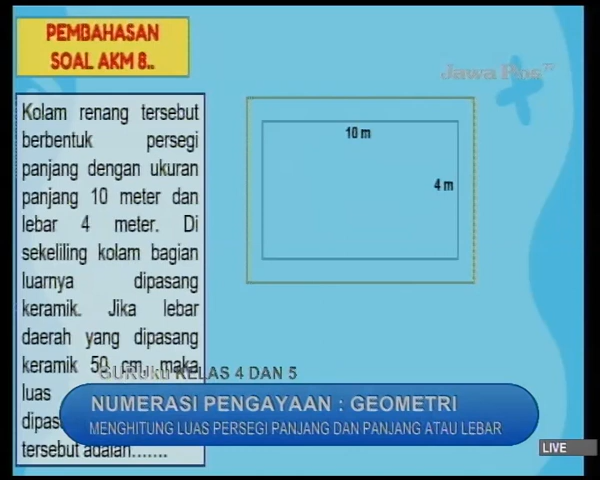 PEMBAHASAN
SOAL AKM 8..
Jawa Pos TV
Kolam renang tersebut
berbentuk persegi
panjang dengan ukuran
panjang 10 meter dan
lebar 4 meter. Di
sekeliling kolam bagian
luarnya dipasang
keramik. Jika lebar
daerah yang dipasang
keramik 50 cm, maka
luas
tersebut adalah.......
10 m
4 m
GURUku KELAS 4 DAN 5
NUMERASI PENGAYAAN : GEOMETRI
MENGHITUNG LUAS PERSEGI PANJANG DAN PANJANG ATAU LEBAR
LIVE